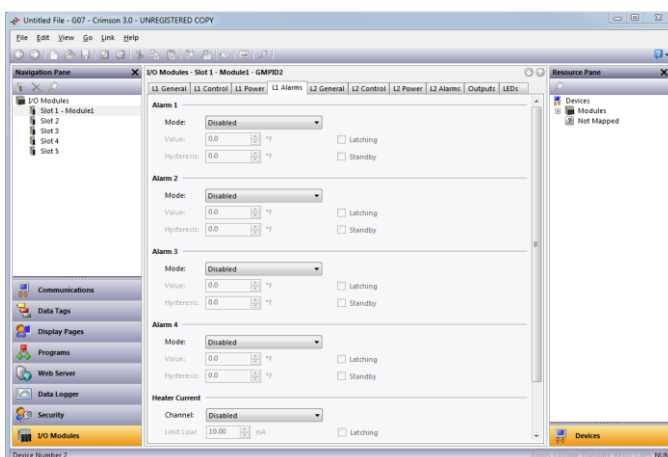 Untitled File - G07 - Crimson 3.0 - UNREGISTERED COPY
File Edit View Go Link Help
Navigation Pane
I/O Modules - Slot 1 - Module1 - GMPID2
Resource Pane
I/O Modules
Slot 1 - Module1
Slot 2
Slot 3
Slot 4
Slot 5
L1 General L1 Control L1 Power L1 Alarms L2 General L2 Control L2 Power L2 Alarms Outputs LEDs
Alarm 1
Mode: Disabled
Value: 0.0 °F Latching
Hysteresis: 0.0 °F Standby
Alarm 2
Mode: Disabled
Value: 0.0 °F Latching
Hysteresis: 0.0 °F Standby
Alarm 3
Mode: Disabled
Value: 0.0 °F Latching
Hysteresis: 0.0 °F Standby
Alarm 4
Mode: Disabled
Value: 0.0 °F Latching
Hysteresis: 0.0 °F Standby
Heater Current
Channel: Disabled
Limit Low: 10.00 mA Latching
Devices
Modules
Not Mapped
Communications
Data Tags
Display Pages
Programs
Web Server
Data Logger
Security
I/O Modules
Devices
Device Number 2
NUM